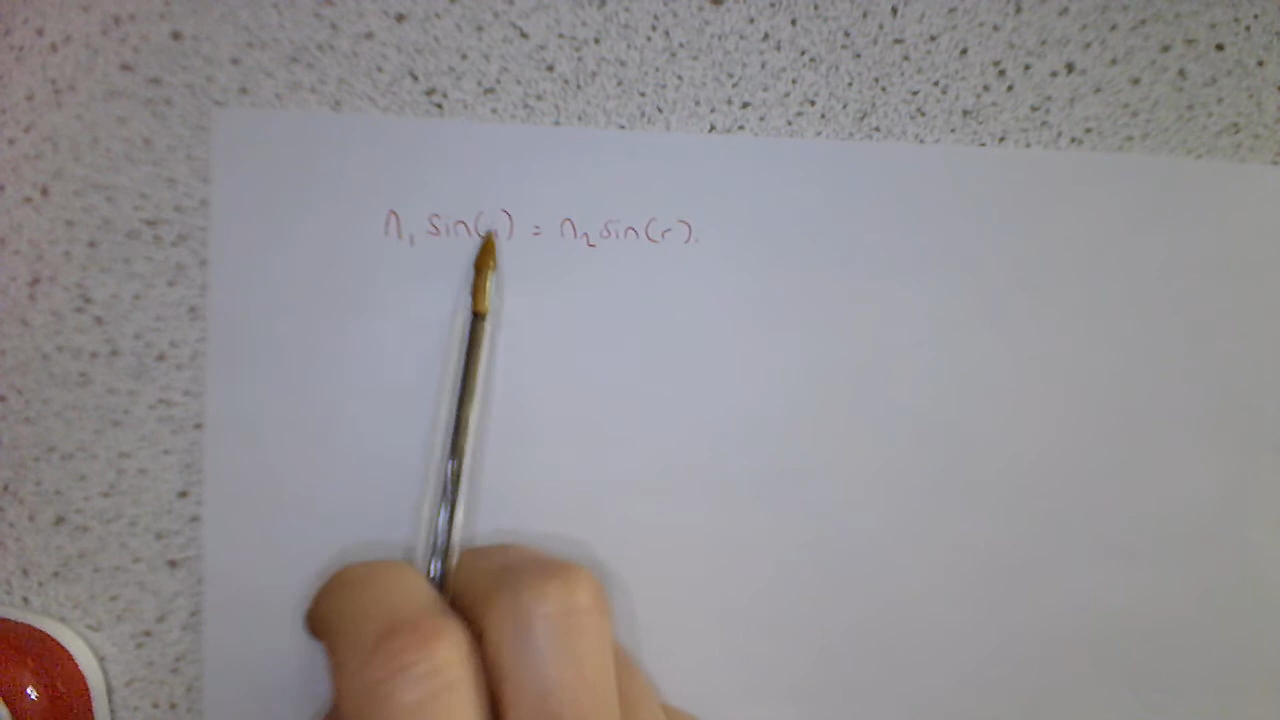 n₁ sin(i) = n₂ sin(r).